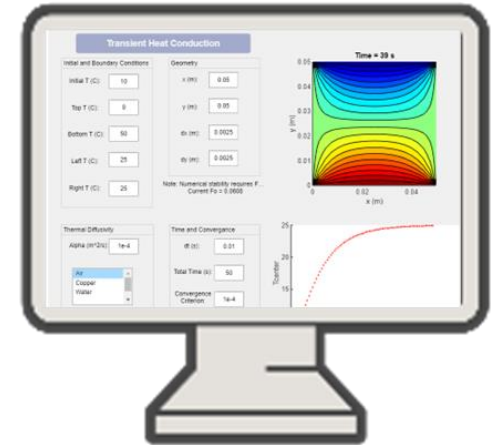 Transient Heat Conduction
Initial and Boundary Conditions
Initial T (C): 10
Top T (C): 0
Bottom T (C): 50
Left T (C): 25
Right T (C): 25
Geometry
x (m): 0.05
y (m): 0.05
dx (m): 0.0025
dy (m): 0.0025
Note: Numerical stability requires F...
Current Fo = 0.0608
Time = 39 s
0.05
0.04
0.03
0.02
0.01
0
y (m)
0 0.02 0.04
x (m)
Thermal Diffusivity
Alpha (m^2/s): 1e-4
Air
Copper
Water
Time and Convergance
dt (s): 0.01
Total Time (s): 50
Convergence
Criterion: 1e-4
25
20
15
Tcenter